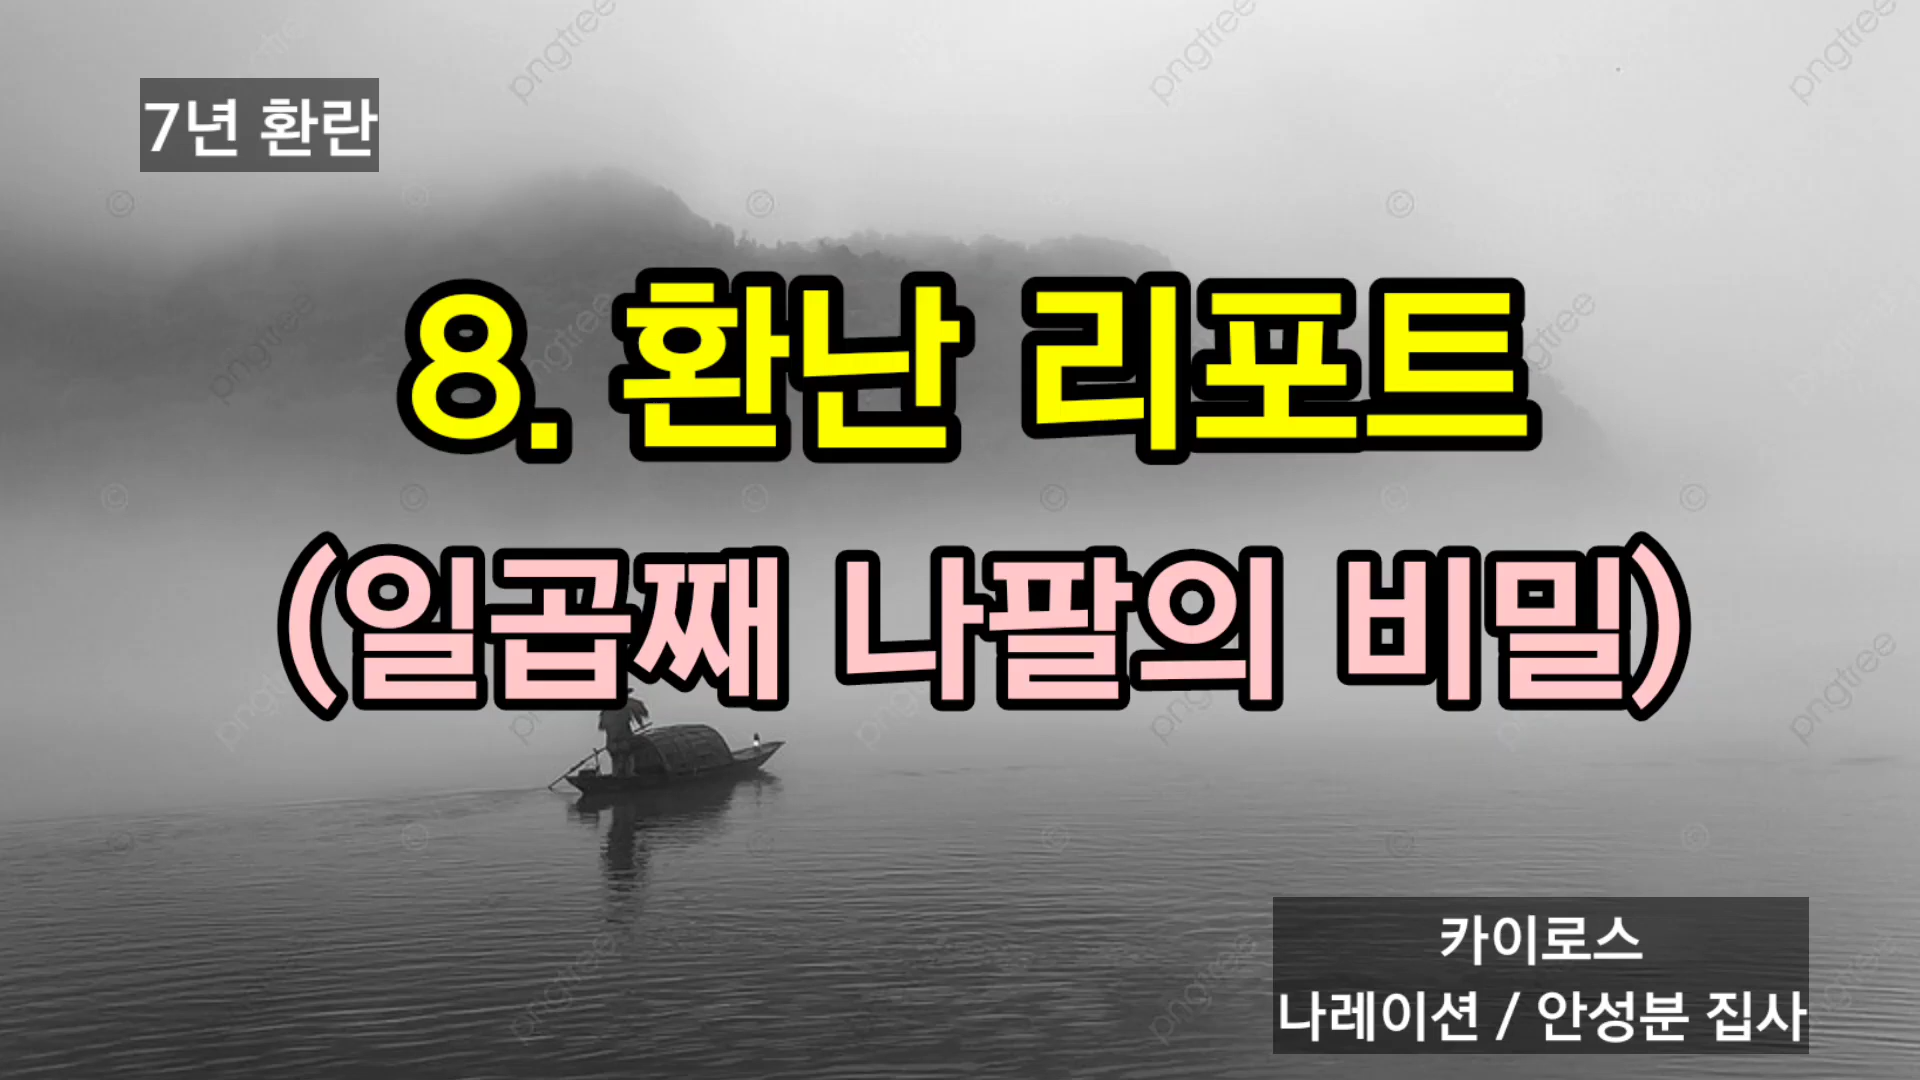 7년 환란
8. 환난 리포트
(일곱째 나팔의 비밀)
카이로스
나레이션 / 안성분 집사
pngtree